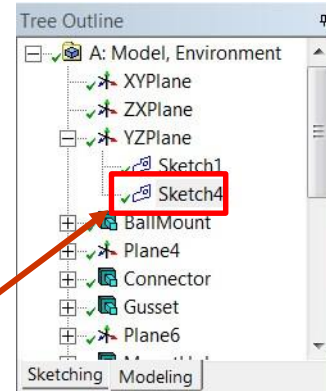 Tree Outline
A: Model, Environment
XYPlane
ZXPlane
YZPlane
Sketch1
Sketch4
BallMount
Plane4
Connector
Gusset
Plane6
Sketching Modeling